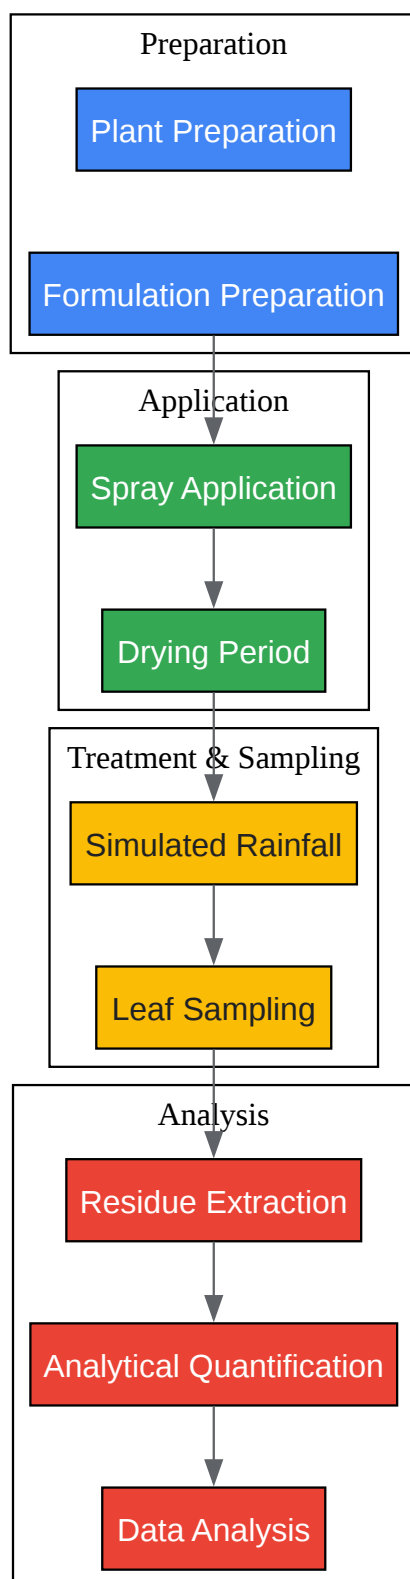 Preparation
Plant Preparation
Formulation Preparation
Application
Spray Application
Drying Period
Treatment & Sampling
Simulated Rainfall
Leaf Sampling
Analysis
Residue Extraction
Analytical Quantification
Data Analysis